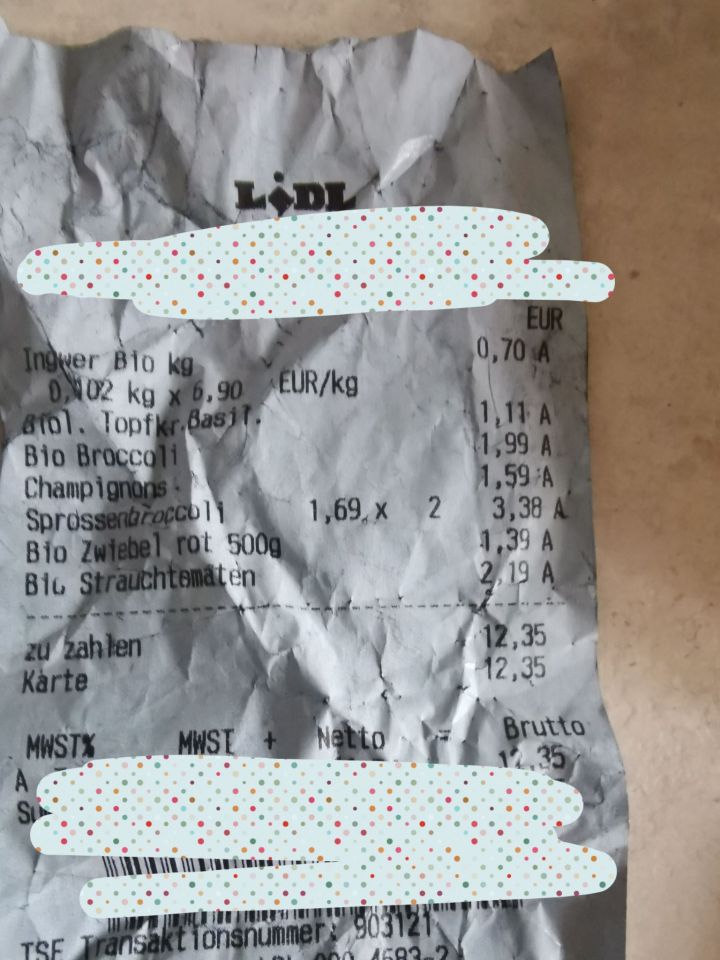 LiDL
EUR
Ingwer Bio kg 0,70 A
0,102 kg x 6,90 EUR/kg
Biol. Topfkr.Basil. 1,11 A
Bio Broccoli 1,99 A
Champignons 1,59 A
Sprossenbroccoli 1,69 x 2 3,38 A
Bio Zwiebel rot 500g 1,39 A
Bio Strauchtomaten 2,19 A
zu zahlen 12,35
Karte 12,35
MWST% MWST + Netto = Brutto
A 12,35
TSE Transaktionsnummer: 903121